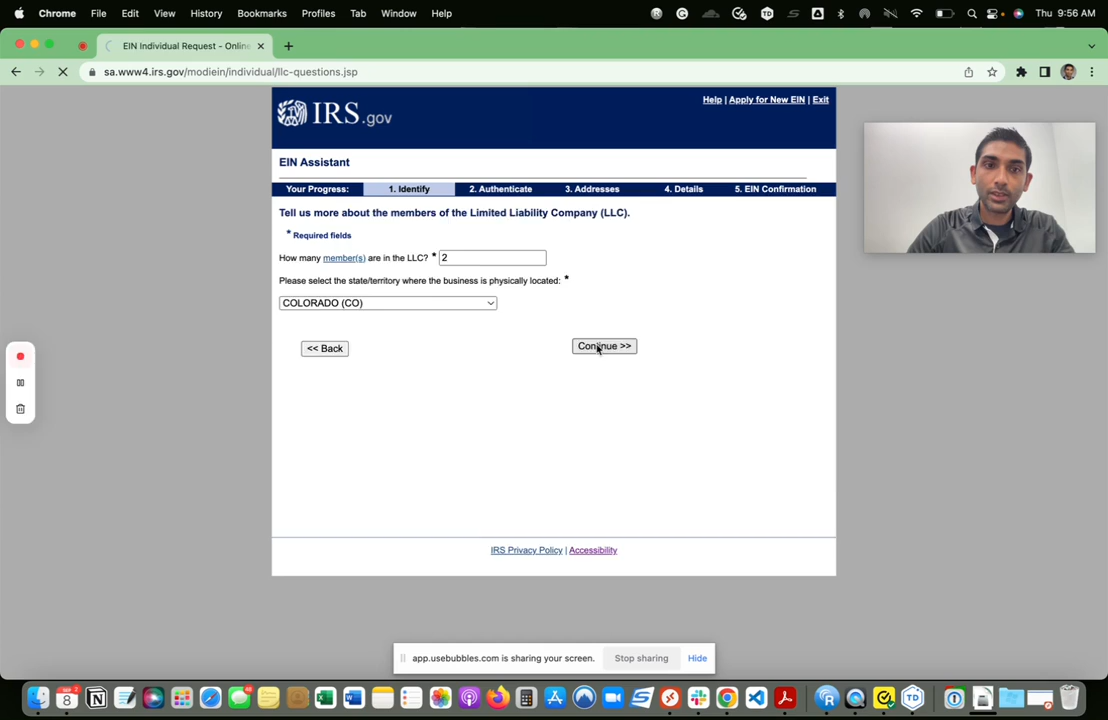 Chrome File Edit View History Bookmarks Profiles Tab Window Help
TD
Thu 9:56 AM
EIN Individual Request - Online
sa.www4.irs.gov/modiein/individual/llc-questions.jsp
IRS.gov
Help | Apply for New EIN | Exit
EIN Assistant
Your Progress: 1. Identify 2. Authenticate 3. Addresses 4. Details 5. EIN Confirmation
Tell us more about the members of the Limited Liability Company (LLC).
* Required fields
How many member(s) are in the LLC? * 2
Please select the state/territory where the business is physically located: *
COLORADO (CO)
<< Back
Continue >>
IRS Privacy Policy | Accessibility
app.usebubbles.com is sharing your screen. Stop sharing Hide